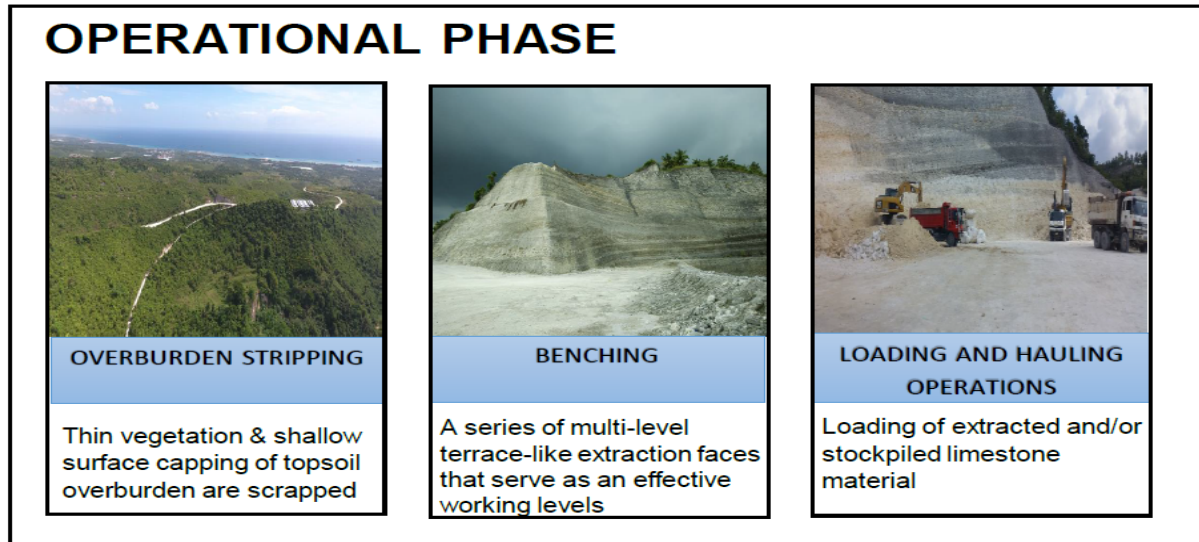 OPERATIONAL PHASE
OVERBURDEN STRIPPING
Thin vegetation & shallow
surface capping of topsoil
overburden are scrapped
BENCHING
A series of multi-level
terrace-like extraction faces
that serve as an effective
working levels
LOADING AND HAULING
OPERATIONS
Loading of extracted and/or
stockpiled limestone
material